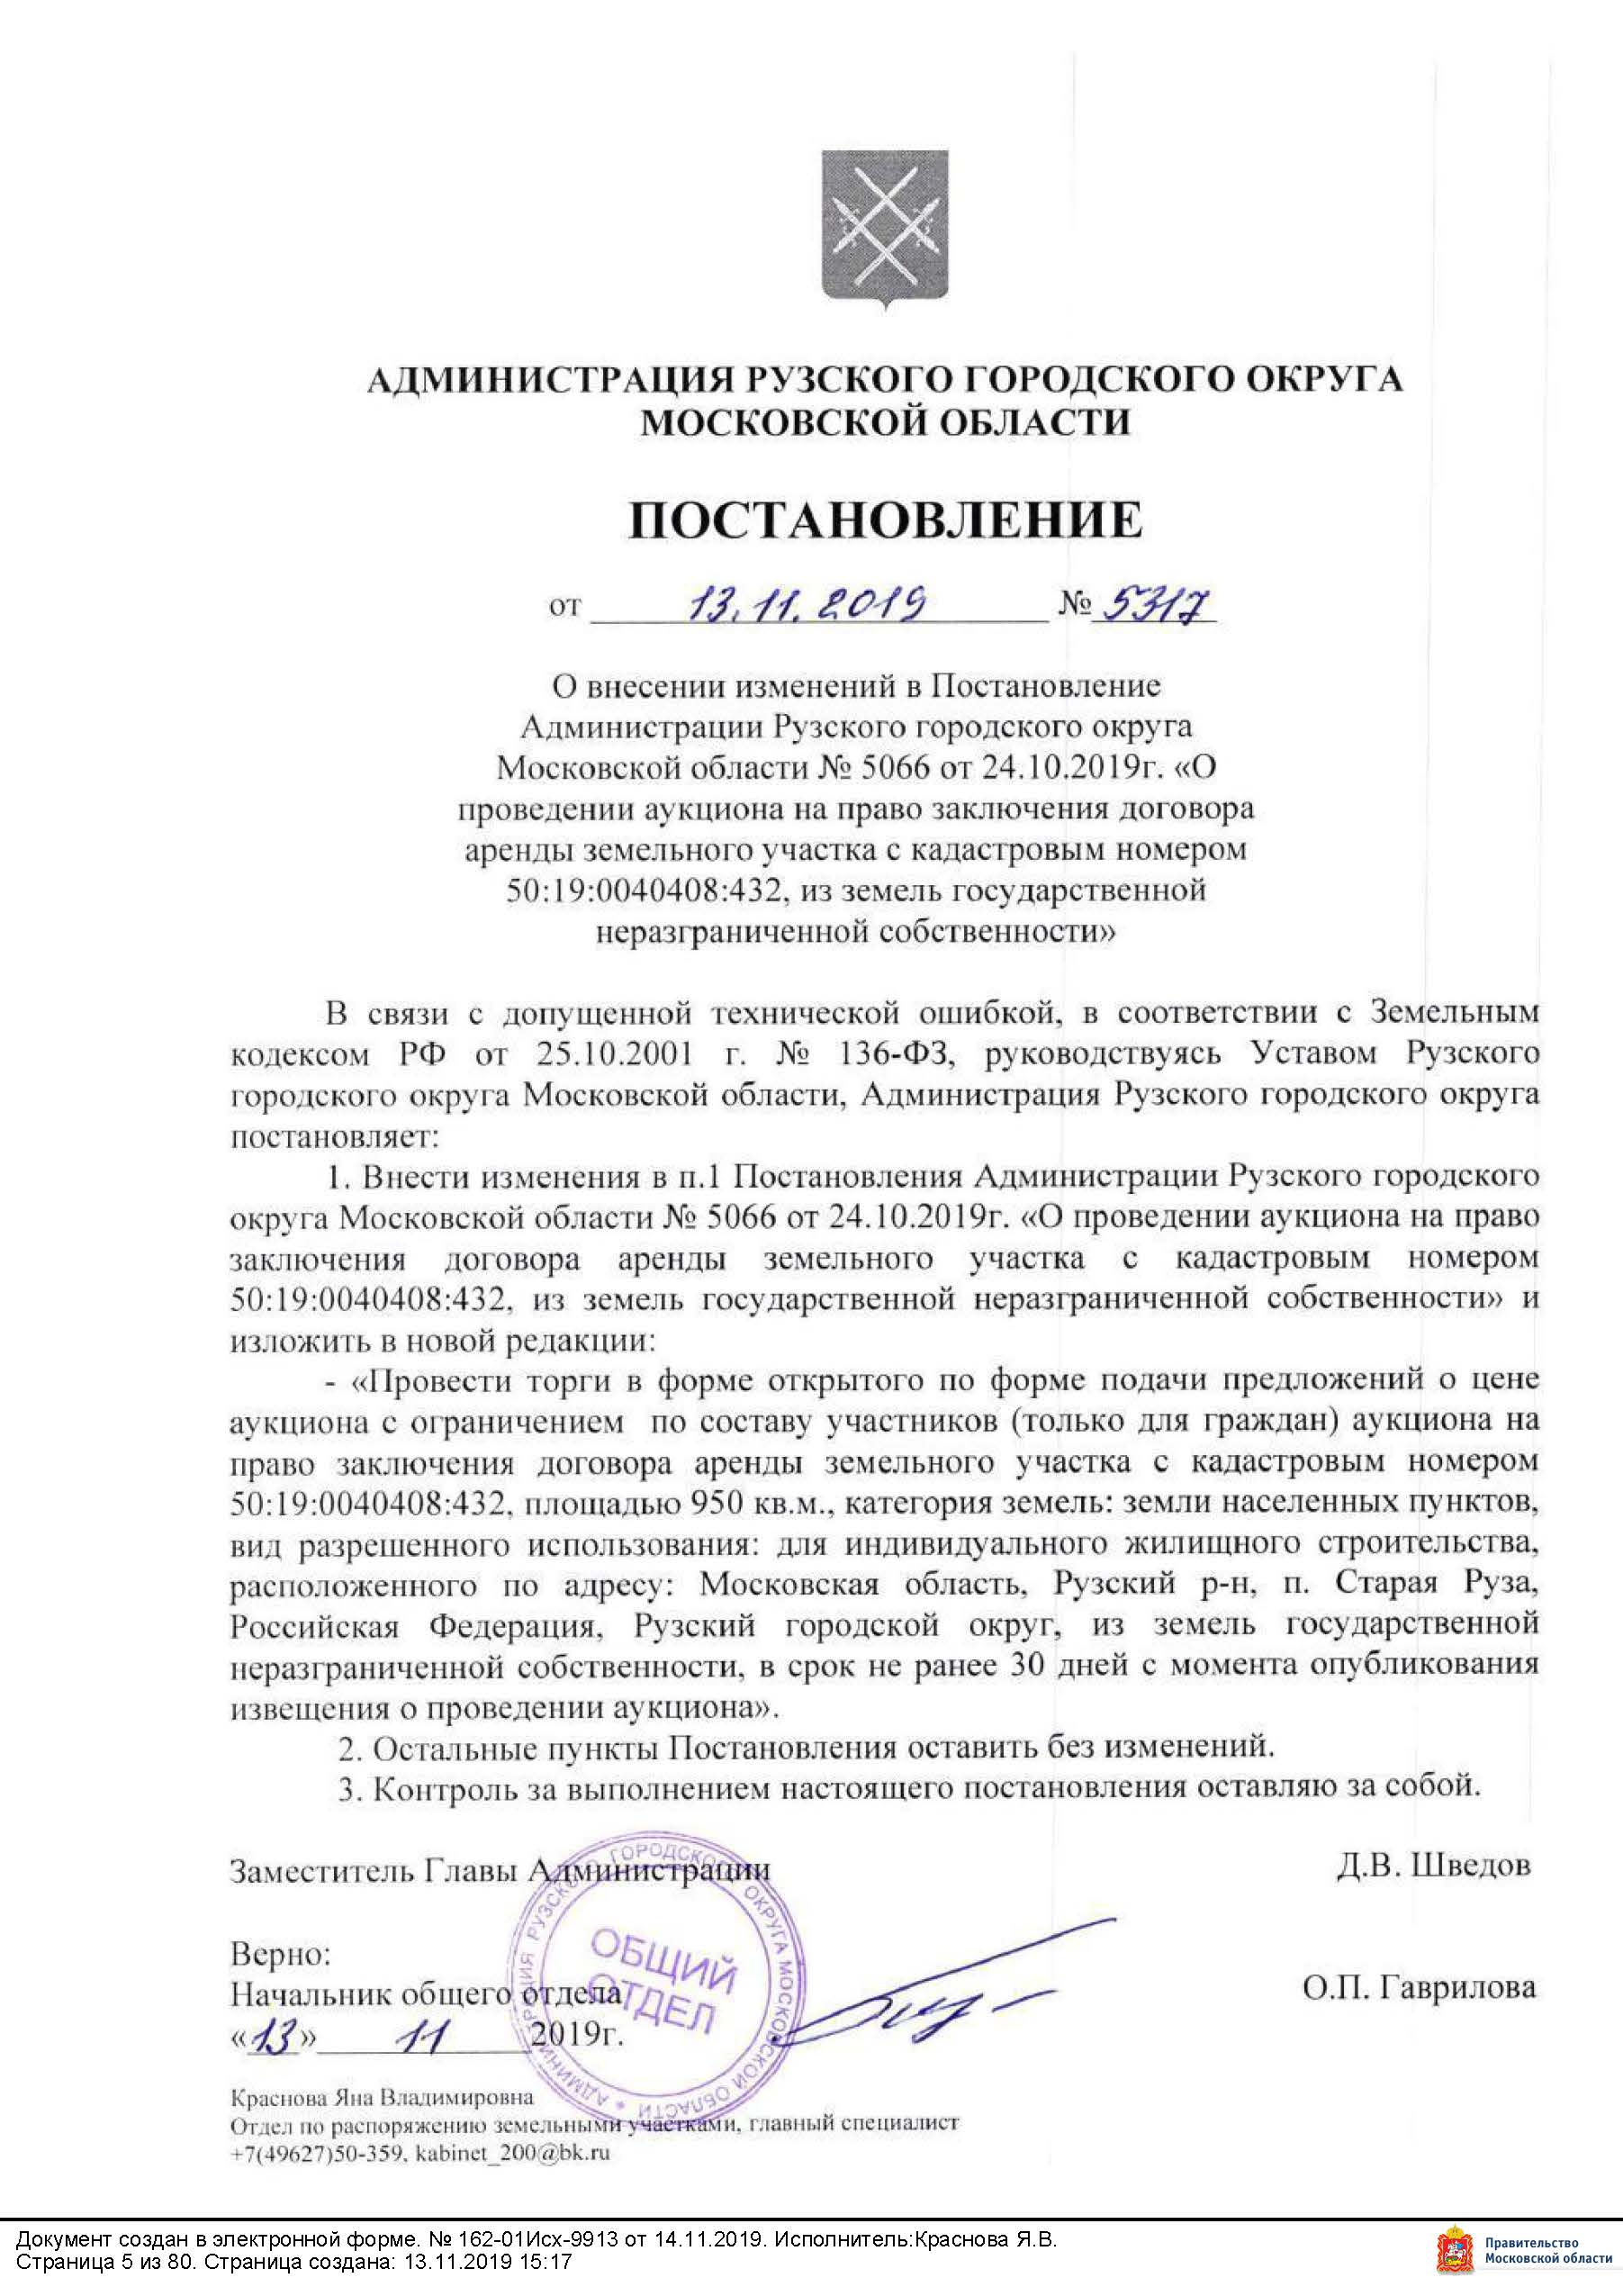 АДМИНИСТРАЦИЯ РУЗСКОГО ГОРОДСКОГО ОКРУГА
МОСКОВСКОЙ ОБЛАСТИ
ПОСТАНОВЛЕНИЕ
от 13.11.2019 № 5317
О внесении изменений в Постановление
Администрации Рузского городского округа
Московской области № 5066 от 24.10.2019г. «О
проведении аукциона на право заключения договора
аренды земельного участка с кадастровым номером
50:19:0040408:432, из земель государственной
неразграниченной собственности»
В связи с допущенной технической ошибкой, в соответствии с Земельным
кодексом РФ от 25.10.2001 г. № 136-ФЗ, руководствуясь Уставом Рузского
городского округа Московской области, Администрация Рузского городского округа
постановляет:
1. Внести изменения в п.1 Постановления Администрации Рузского городского
округа Московской области № 5066 от 24.10.2019г. «О проведении аукциона на право
заключения договора аренды земельного участка с кадастровым номером
50:19:0040408:432, из земель государственной неразграниченной собственности» и
изложить в новой редакции:
- «Провести торги в форме открытого по форме подачи предложений о цене
аукциона с ограничением по составу участников (только для граждан) аукциона на
право заключения договора аренды земельного участка с кадастровым номером
50:19:0040408:432, площадью 950 кв.м., категория земель: земли населенных пунктов,
вид разрешенного использования: для индивидуального жилищного строительства,
расположенного по адресу: Московская область, Рузский р-н, п. Старая Руза,
Российская Федерация, Рузский городской округ, из земель государственной
неразграниченной собственности, в срок не ранее 30 дней с момента опубликования
извещения о проведении аукциона».
2. Остальные пункты Постановления оставить без изменений.
3. Контроль за выполнением настоящего постановления оставляю за собой.
Заместитель Главы Администрации Д.В. Шведов
Верно:
Начальник общего отдела О.П. Гаврилова
«13» 11 2019г.
АДМИНИСТРАЦИЯ РУЗСКОГО ГОРОДСКОГО ОКРУГА МОСКОВСКОЙ ОБЛАСТИ *
ОБЩИЙ
ОТДЕЛ
Краснова Яна Владимировна
Отдел по распоряжению земельными участками, главный специалист
+7(49627)50-359, kabinet_200@bk.ru
Документ создан в электронной форме. № 162-01Исх-9913 от 14.11.2019. Исполнитель:Краснова Я.В.
Страница 5 из 80. Страница создана: 13.11.2019 15:17
Правительство
Московской области